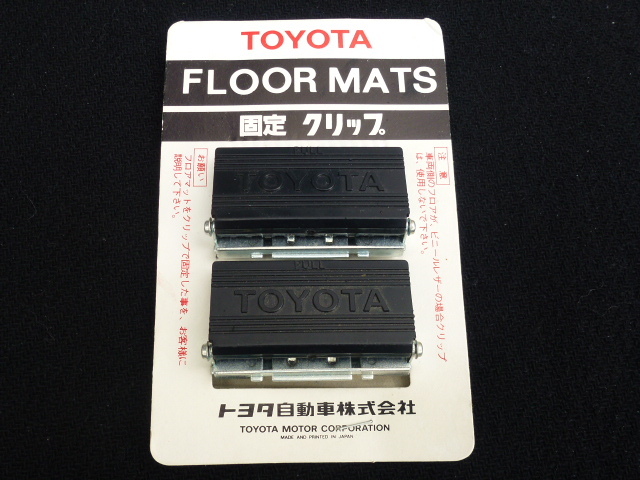 TOYOTA
FLOOR MATS
固定 クリップ
注意
車両側のフロアが、ビニールレザーの場合クリップ
は、使用しないで下さい。
お願い
フロアマットをクリップで固定した事を、お客様に
説明して下さい。
PULL
TOYOTA
PULL
TOYOTA
トヨタ自動車株式会社
TOYOTA MOTOR CORPORATION
MADE AND PRINTED IN JAPAN